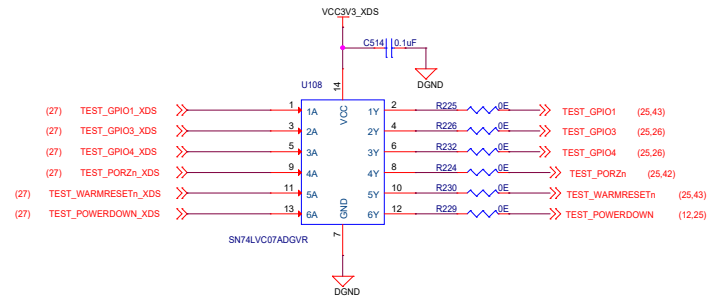 VCC3V3_XDS
C514 0.1uF
DGND
U108
14
VCC
(27) TEST_GPIO1_XDS 1 1A 1Y 2 R225 0E TEST_GPIO1 (25,43)
(27) TEST_GPIO3_XDS 3 2A 2Y 4 R226 0E TEST_GPIO3 (25,26)
(27) TEST_GPIO4_XDS 5 3A 3Y 6 R232 0E TEST_GPIO4 (25,26)
(27) TEST_PORZn_XDS 9 4A 4Y 8 R224 0E TEST_PORZn (25,42)
(27) TEST_WARMRESETn_XDS 11 5A 5Y 10 R230 0E TEST_WARMRESETn (25,43)
(27) TEST_POWERDOWN_XDS 13 6A 6Y 12 R229 0E TEST_POWERDOWN (12,25)
GND
7
SN74LVC07ADGVR
DGND